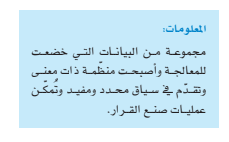 المعلومات:
مجموعة من البيانات التي خضعت
للمعالجة وأصبحت منظّمة ذات معنى
وتقدّم في سياق محدد ومفيد وتُمكّن
عمليات صنع القرار.